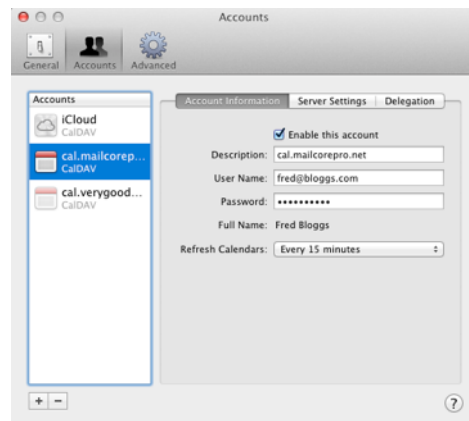 Accounts
General Accounts Advanced
Accounts
iCloud
CalDAV
cal.mailcorep...
CalDAV
cal.verygood...
CalDAV
Account Information Server Settings Delegation
Enable this account
Description: cal.mailcorepro.net
User Name: fred@bloggs.com
Password: ••••••••••
Full Name: Fred Bloggs
Refresh Calendars: Every 15 minutes
+ - ?